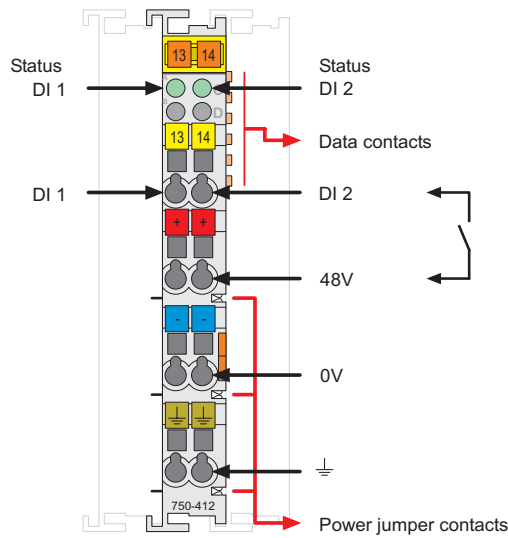 13 14
Status
DI 1
Status
DI 2
A C
B D
13 14
Data contacts
DI 1
DI 2
+ +
48V
- -
0V
750-412
Power jumper contacts